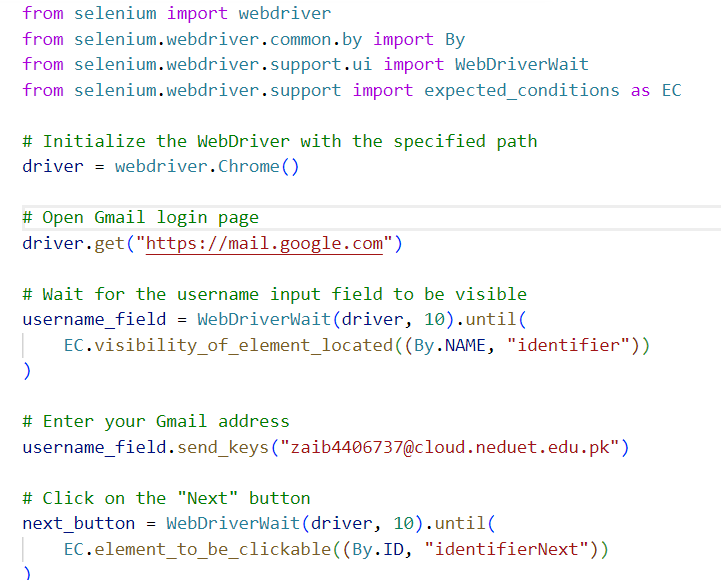 from selenium import webdriver
from selenium.webdriver.common.by import By
from selenium.webdriver.support.ui import WebDriverWait
from selenium.webdriver.support import expected_conditions as EC
# Initialize the WebDriver with the specified path
driver = webdriver.Chrome()
# Open Gmail login page
driver.get("https://mail.google.com")
# Wait for the username input field to be visible
username_field = WebDriverWait(driver, 10).until(
    EC.visibility_of_element_located((By.NAME, "identifier"))
)
# Enter your Gmail address
username_field.send_keys("zaib4406737@cloud.neduet.edu.pk")
# Click on the "Next" button
next_button = WebDriverWait(driver, 10).until(
    EC.element_to_be_clickable((By.ID, "identifierNext"))
)